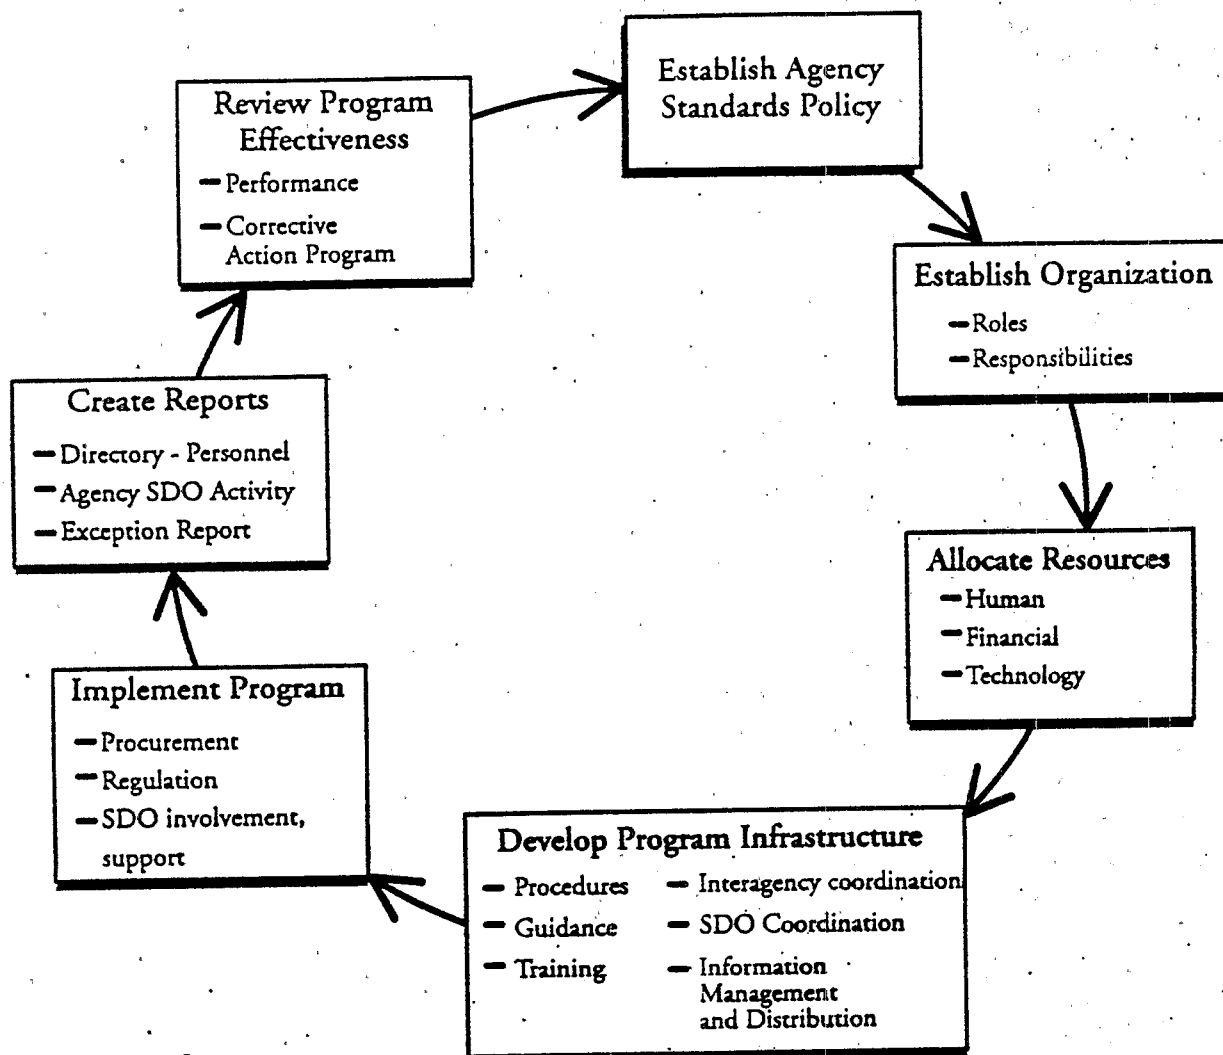 Establish Agency
Standards Policy
Establish Organization
– Roles
– Responsibilities
Allocate Resources
– Human
– Financial
– Technology
Develop Program Infrastructure
– Procedures
– Guidance
– Training
– Interagency coordination
– SDO Coordination
– Information
Management
and Distribution
Implement Program
– Procurement
– Regulation
– SDO involvement,
support
Create Reports
– Directory - Personnel
– Agency SDO Activity
– Exception Report
Review Program
Effectiveness
– Performance
– Corrective
Action Program